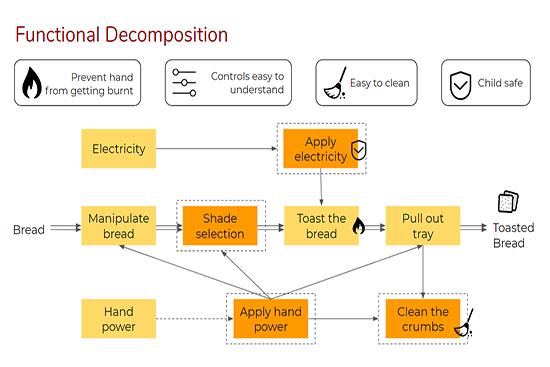 Functional Decomposition
Prevent hand
from getting burnt
Controls easy to
understand
Easy to clean
Child safe
Electricity
Apply
electricity
Bread
Manipulate
bread
Shade
selection
Toast the
bread
Pull out
tray
Toasted
Bread
Hand
power
Apply hand
power
Clean the
crumbs